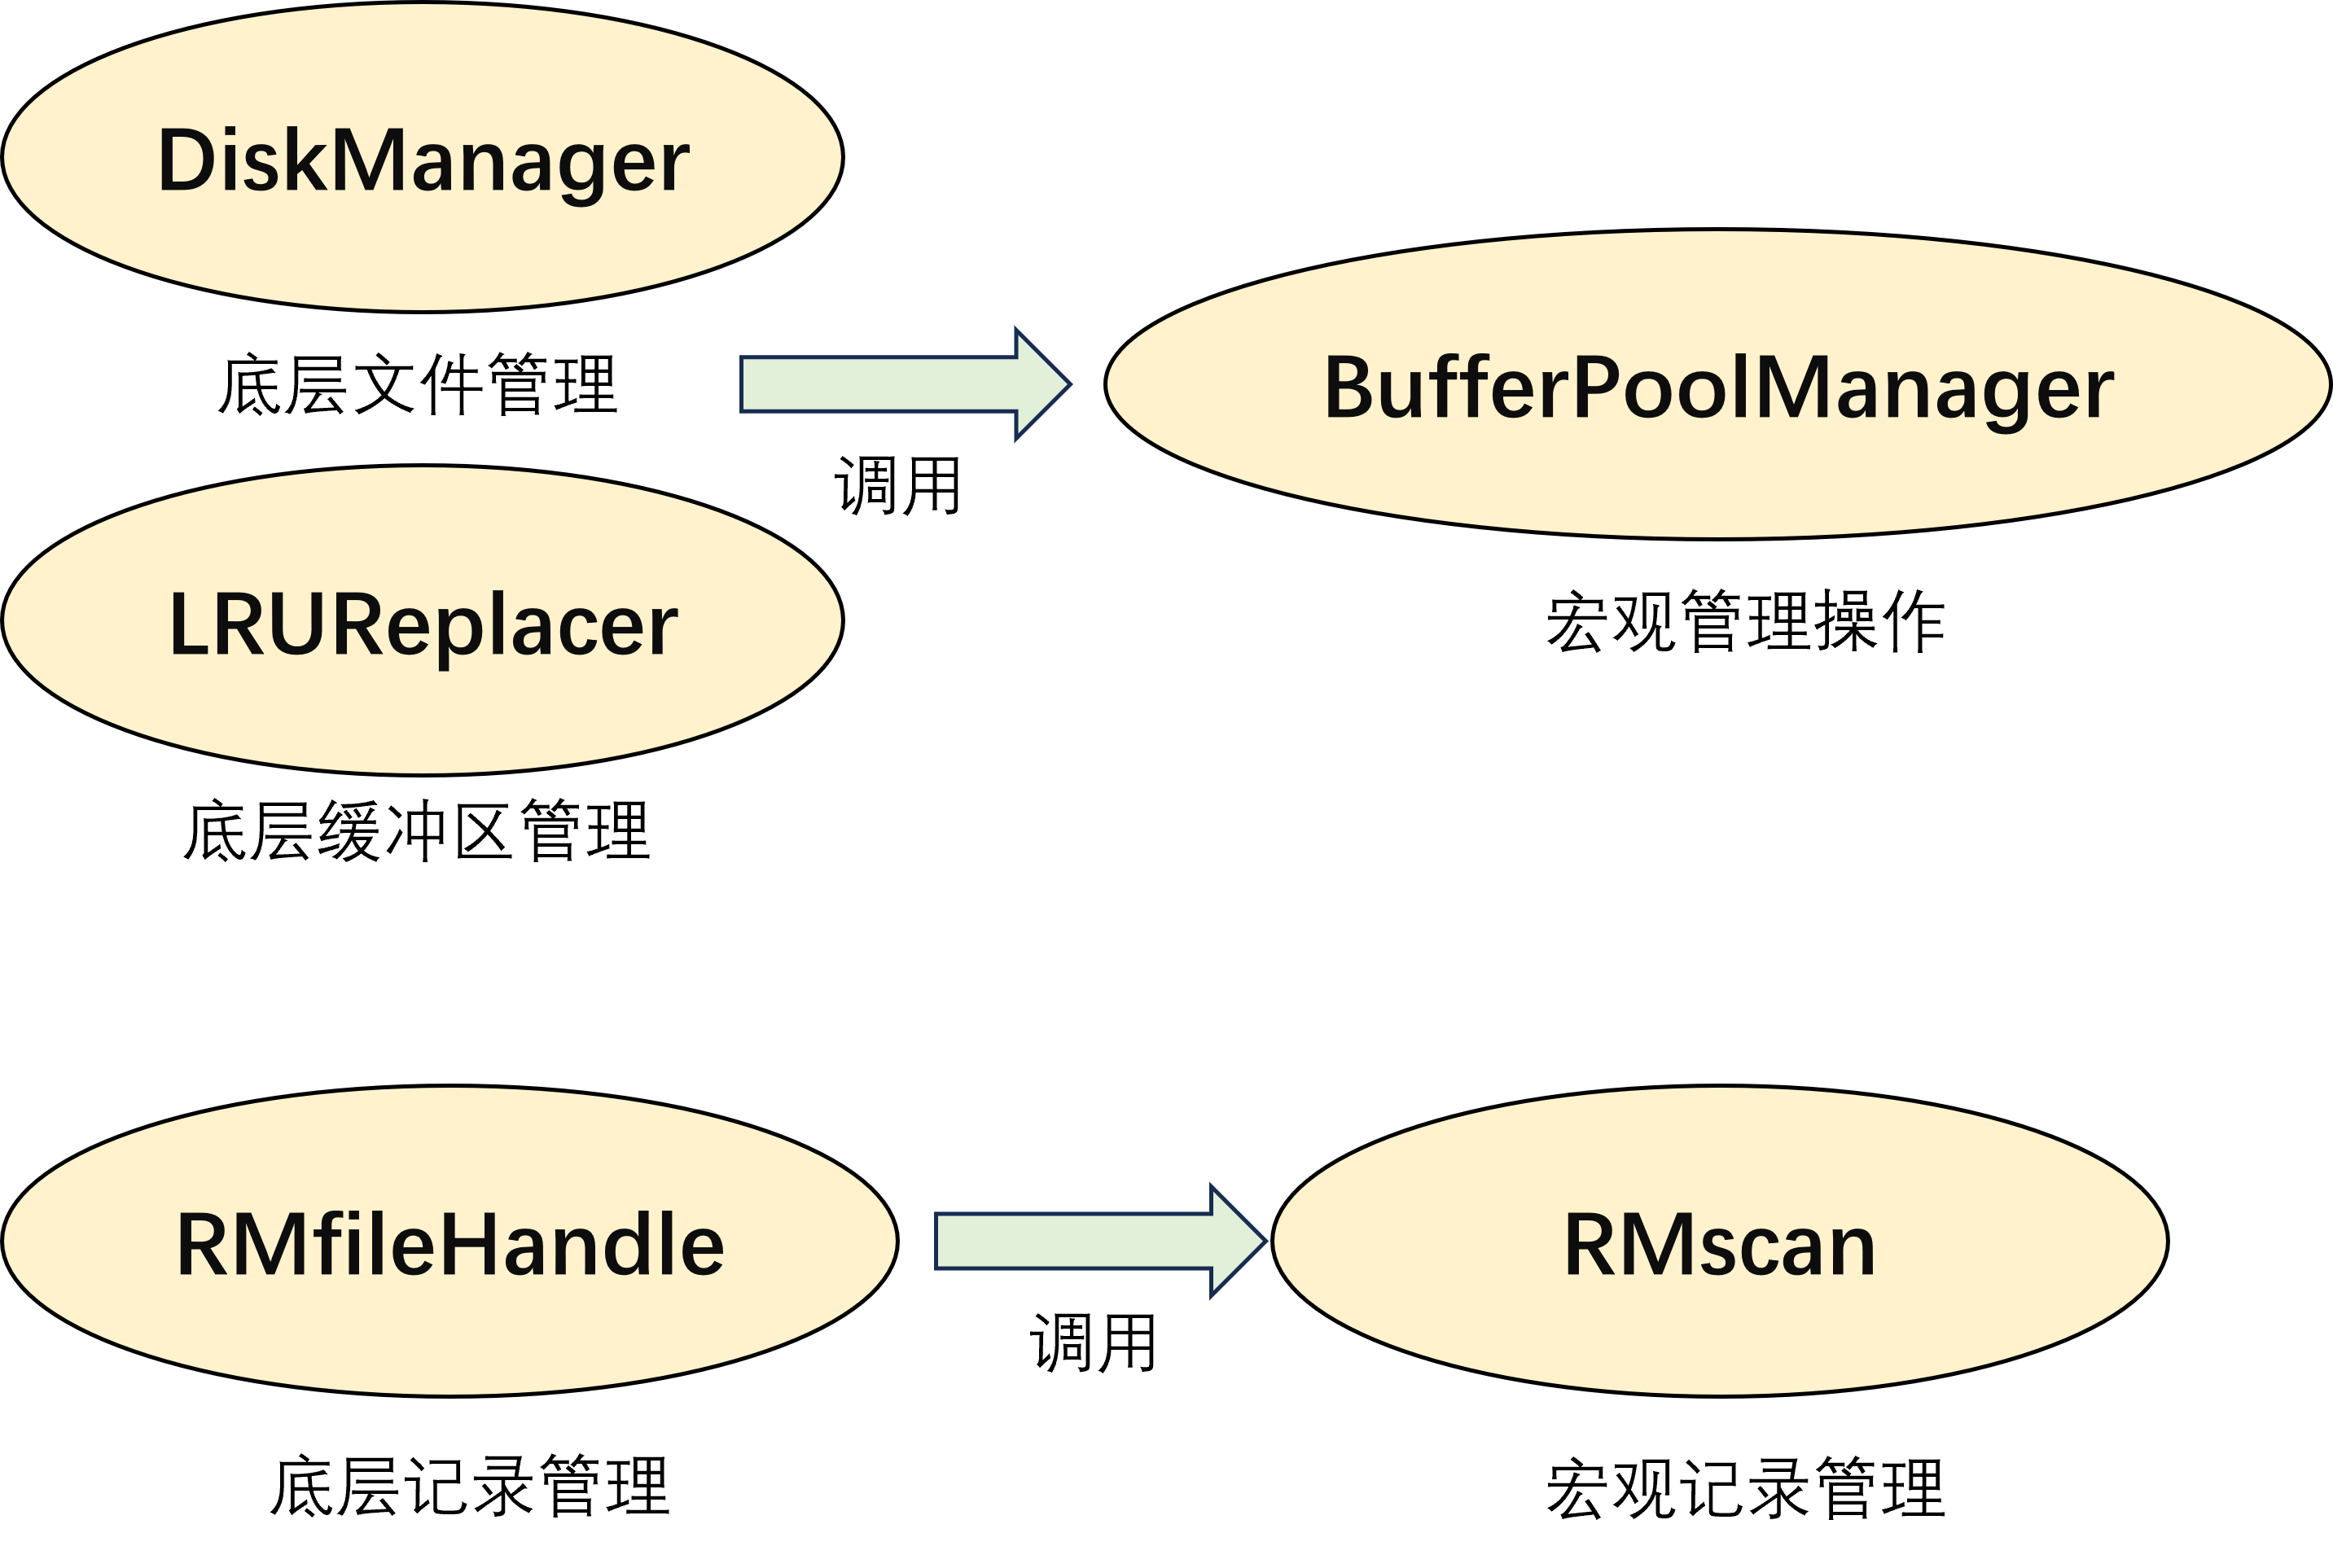 DiskManager
底层文件管理
调用
BufferPoolManager
宏观管理操作
LRUReplacer
底层缓冲区管理
RMfileHandle
底层记录管理
调用
RMscan
宏观记录管理